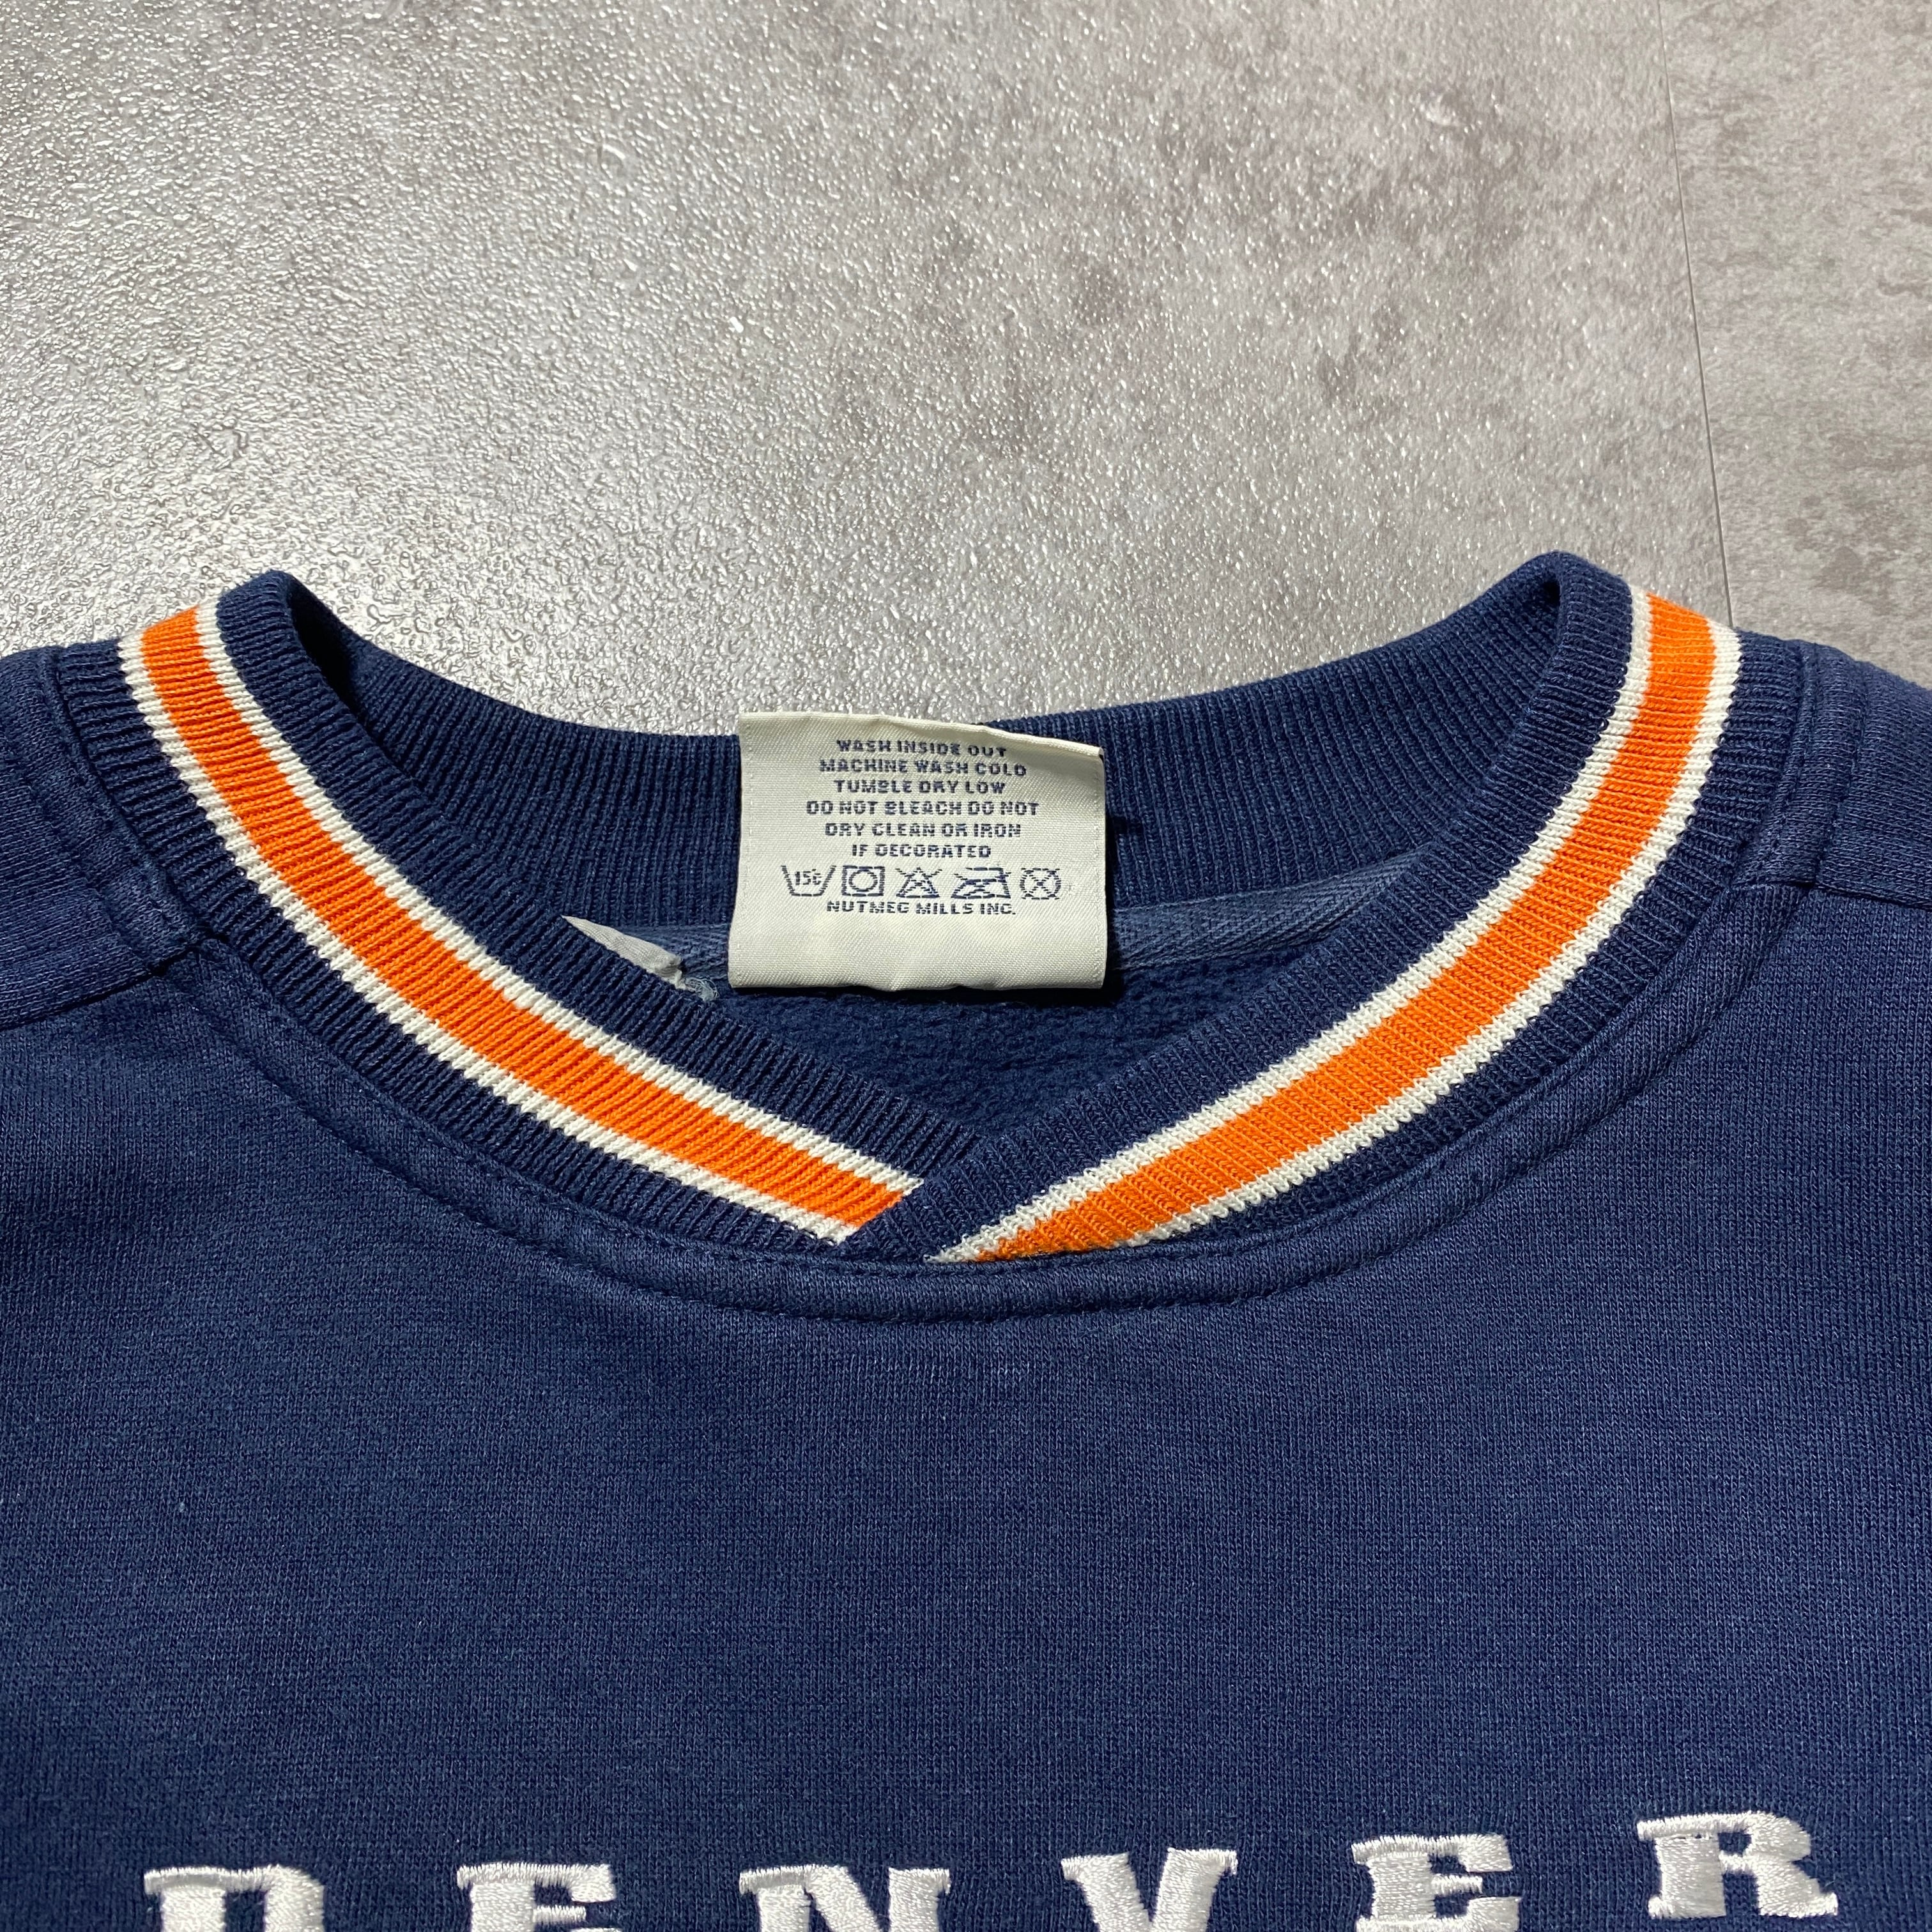 WASH INSIDE OUT
MACHINE WASH COLD
TUMBLE DRY LOW
DO NOT BLEACH DO NOT
DRY CLEAN OR IRON
IF DECORATED
15c
NUTMEG MILLS INC.
DENVER